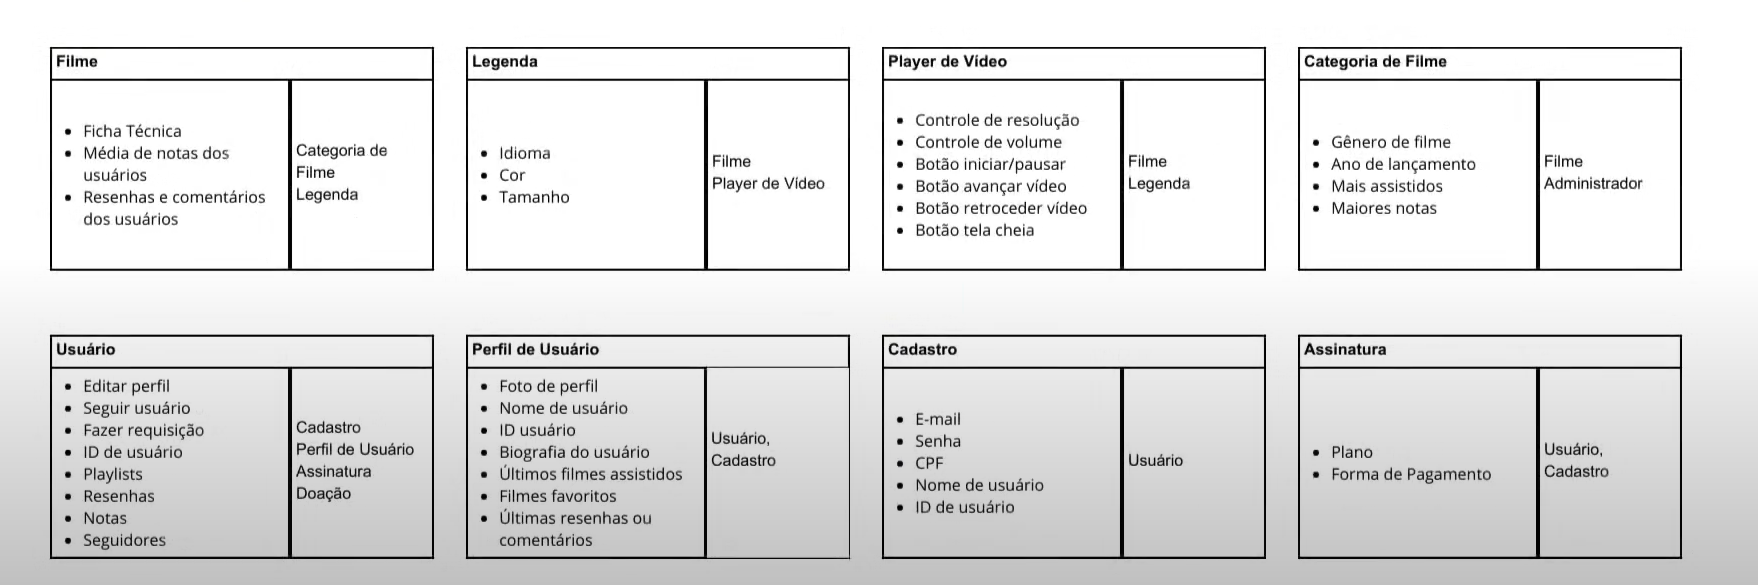 Filme
Ficha Técnica
Média de notas dos
usuários
Resenhas e comentários
dos usuários
Categoria de
Filme
Legenda
Legenda
Idioma
Cor
Tamanho
Filme
Player de Vídeo
Player de Vídeo
Controle de resolução
Controle de volume
Botão iniciar/pausar
Botão avançar vídeo
Botão retroceder vídeo
Botão tela cheia
Filme
Legenda
Categoria de Filme
Gênero de filme
Ano de lançamento
Mais assistidos
Maiores notas
Filme
Administrador
Usuário
Editar perfil
Seguir usuário
Fazer requisição
ID de usuário
Playlists
Resenhas
Notas
Seguidores
Cadastro
Perfil de Usuário
Assinatura
Doação
Perfil de Usuário
Foto de perfil
Nome de usuário
ID usuário
Biografia do usuário
Últimos filmes assistidos
Filmes favoritos
Últimas resenhas ou
comentários
Usuário,
Cadastro
Cadastro
E-mail
Senha
CPF
Nome de usuário
ID de usuário
Usuário
Assinatura
Plano
Forma de Pagamento
Usuário,
Cadastro